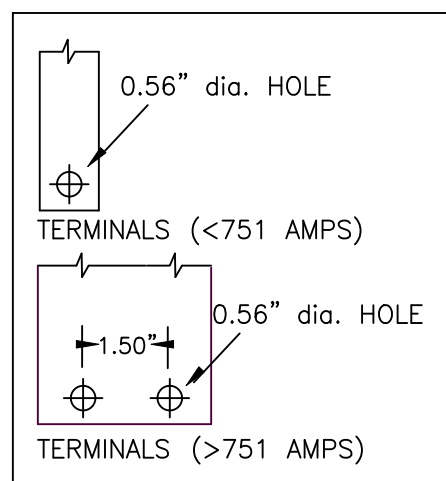 0.56” dia. HOLE
TERMINALS (<751 AMPS)
0.56” dia. HOLE
1.50”
TERMINALS (>751 AMPS)